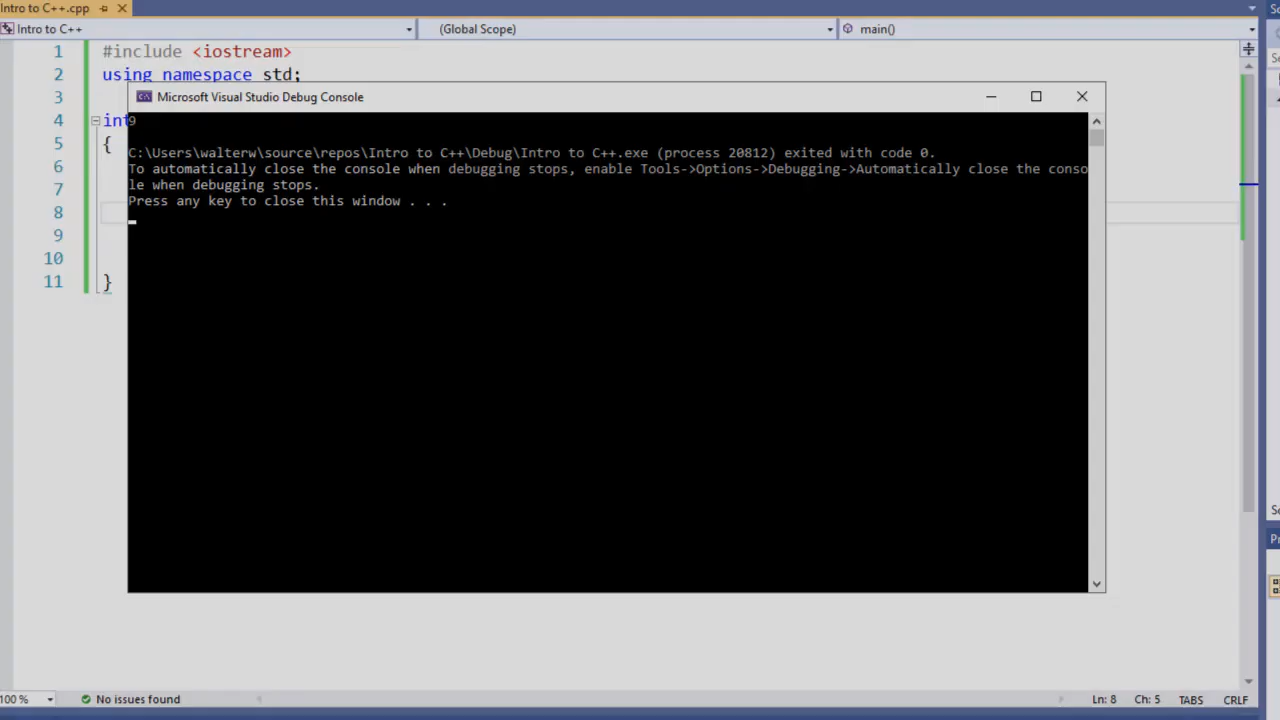 Intro to C++.cpp
Intro to C++
(Global Scope)
main()
1 #include <iostream>
2 using namespace std;
3
Microsoft Visual Studio Debug Console
4 int
9
5 {
C:\Users\walterw\source\repos\Intro to C++\Debug\Intro to C++.exe (process 20812) exited with code 0.
6
To automatically close the console when debugging stops, enable Tools->Options->Debugging->Automatically close the conso
7
le when debugging stops.
Press any key to close this window . . .
8
9
10
11 }
100 %
No issues found
Ln: 8
Ch: 5
TABS
CRLF